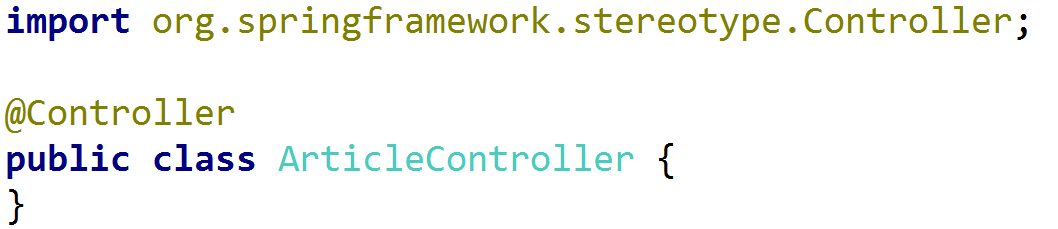 import org.springframework.stereotype.Controller;
@Controller
public class ArticleController {
}